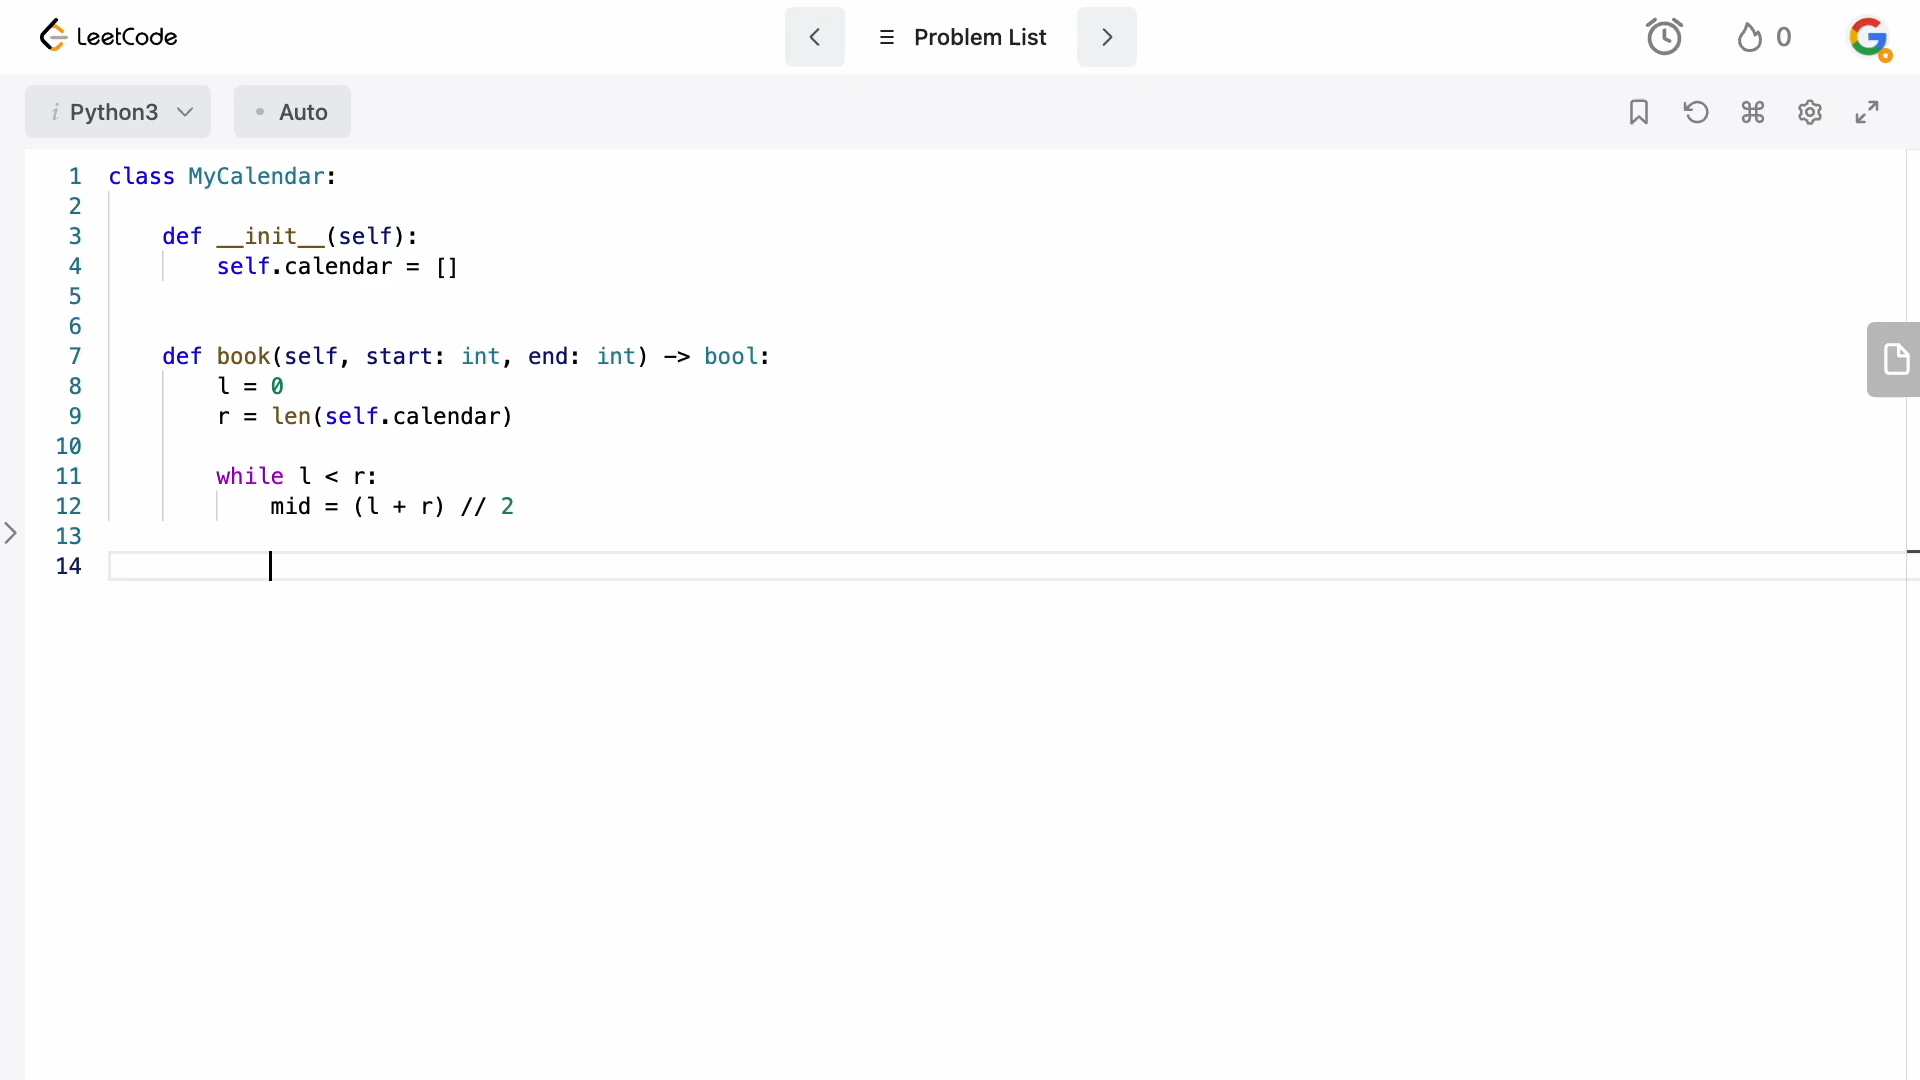 LeetCode
Problem List
0
Python3
Auto
1 class MyCalendar:
2
3     def __init__(self):
4         self.calendar = []
5
6
7     def book(self, start: int, end: int) -> bool:
8         l = 0
9         r = len(self.calendar)
10
11         while l < r:
12             mid = (l + r) // 2
13
14